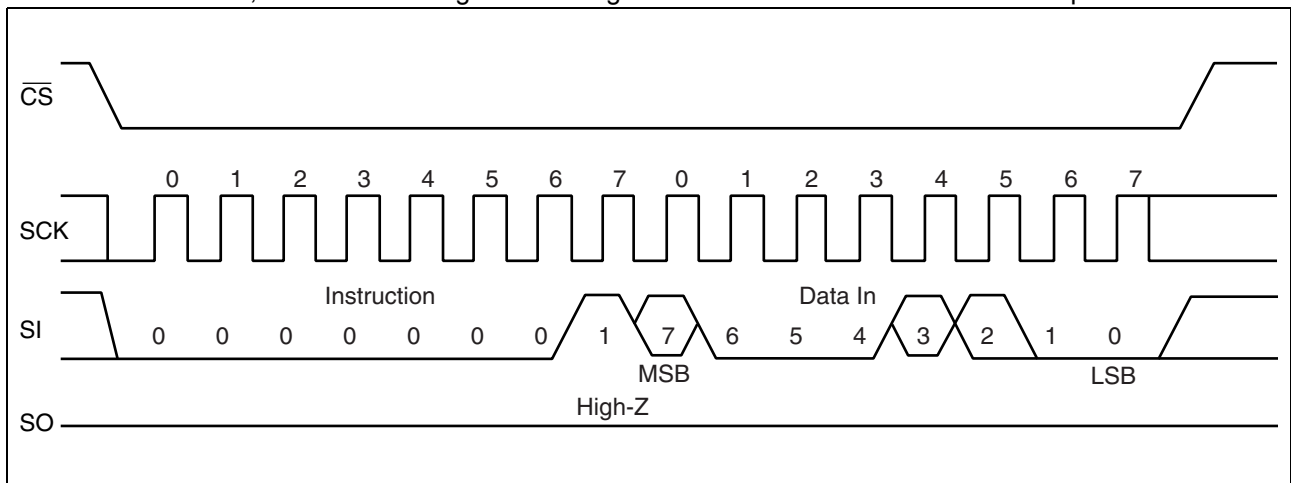 CS
0 1 2 3 4 5 6 7 0 1 2 3 4 5 6 7
SCK
Instruction Data In
SI 0 0 0 0 0 0 0 1 7 6 5 4 3 2 1 0
MSB LSB
High-Z
SO